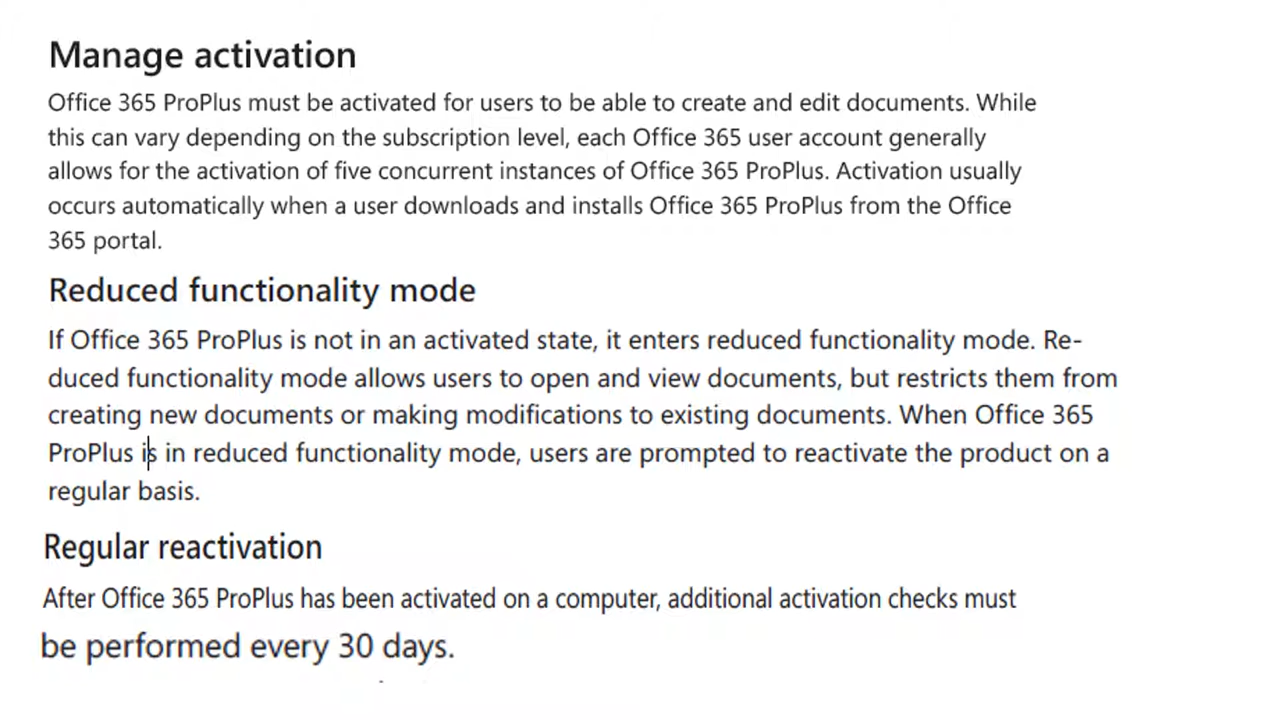 Manage activation
Office 365 ProPlus must be activated for users to be able to create and edit documents. While
this can vary depending on the subscription level, each Office 365 user account generally
allows for the activation of five concurrent instances of Office 365 ProPlus. Activation usually
occurs automatically when a user downloads and installs Office 365 ProPlus from the Office
365 portal.
Reduced functionality mode
If Office 365 ProPlus is not in an activated state, it enters reduced functionality mode. Re-
duced functionality mode allows users to open and view documents, but restricts them from
creating new documents or making modifications to existing documents. When Office 365
ProPlus is in reduced functionality mode, users are prompted to reactivate the product on a
regular basis.
Regular reactivation
After Office 365 ProPlus has been activated on a computer, additional activation checks must
be performed every 30 days.